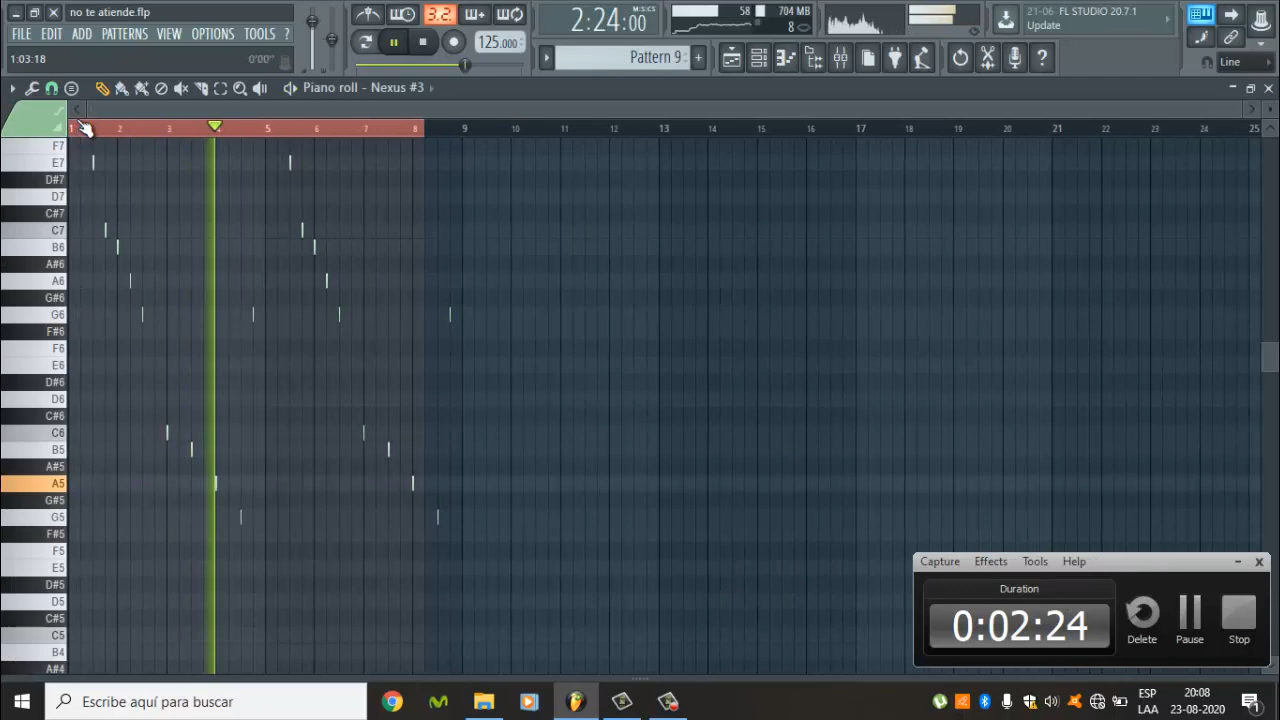 no te atiende.flp
3.2
2:24:00
M:S:CS
58
704 MB
8
21-06 FL STUDIO 20.7.1
Update
FILE EDIT ADD PATTERNS VIEW OPTIONS TOOLS ?
125.000
Pattern 9
Line
1:03:18
0'00"
Piano roll - Nexus #3
1 2 3 4 5 6 7 8 9 10 11 12 13 14 15 16 17 18 19 20 21 22 23 24 25
F7
E7
D#7
D7
C#7
C7
B6
A#6
A6
G#6
G6
F#6
F6
E6
D#6
D6
C#6
C6
B5
A#5
A5
G#5
G5
F#5
F5
E5
D#5
D5
C#5
C5
B4
A#4
Capture Effects Tools Help
Duration
0:02:24
Delete Pause Stop
Escribe aquí para buscar
ESP
LAA
20:08
23-08-2020
1